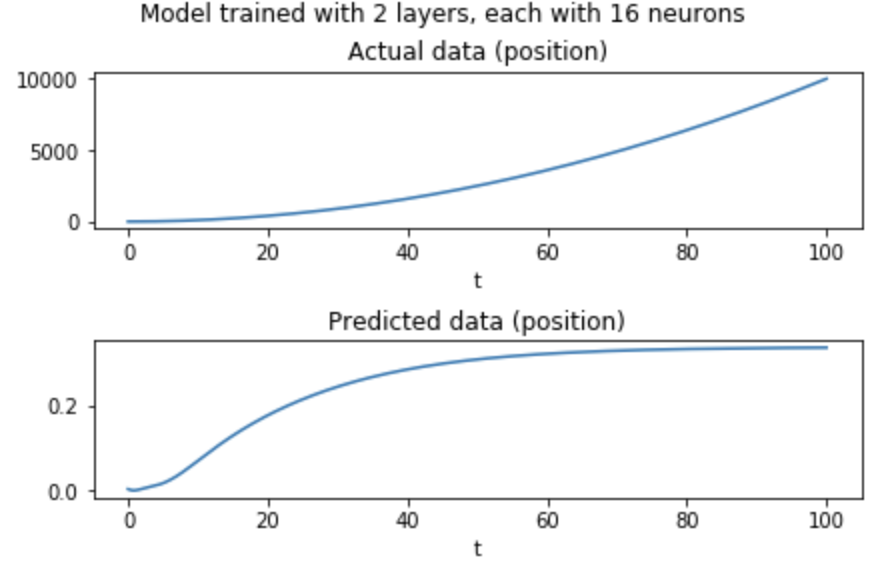 Model trained with 2 layers, each with 16 neurons
Actual data (position)
10000
5000
0
0 20 40 60 80 100
t
Predicted data (position)
0.2
0.0
0 20 40 60 80 100
t